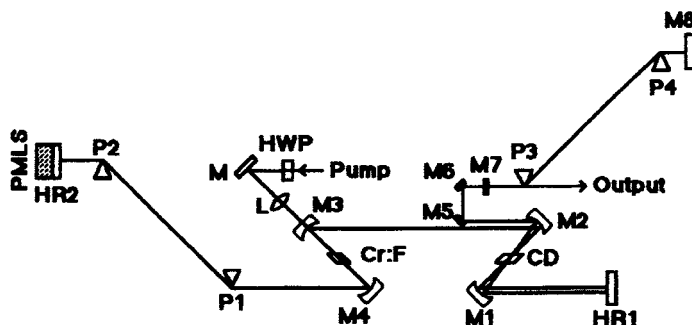 M8
P4
PMLS
P2
HWP
M6 M7 P3
HR2
M
Pump
Output
L
M3
M5
M2
Cr:F
CD
P1
M4
M1
HR1